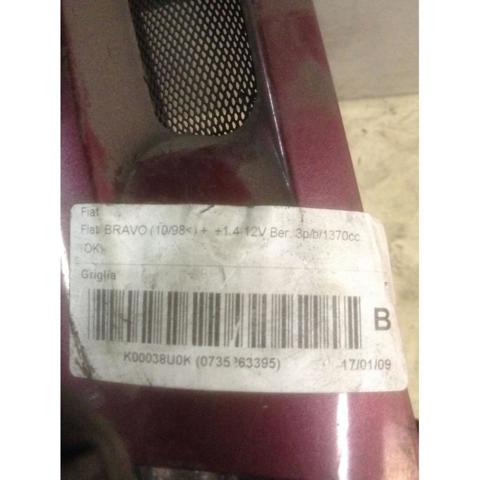 Fiat
Fiat BRAVO (10/98<) + +1.4 12V Ber. 3p/b/1370cc
(OK)
Griglia
B
K00038U0K (0735 63395)
17/01/09